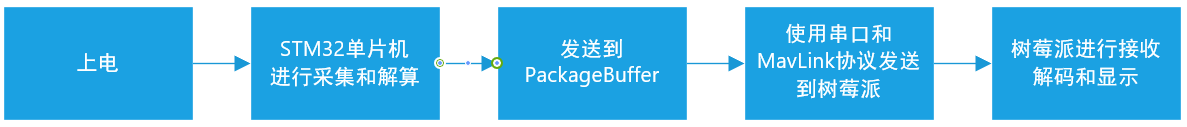 上电
STM32单片机
进行采集和解算
发送到
PackageBuffer
使用串口和
MavLink协议发送
到树莓派
树莓派进行接收
解码和显示